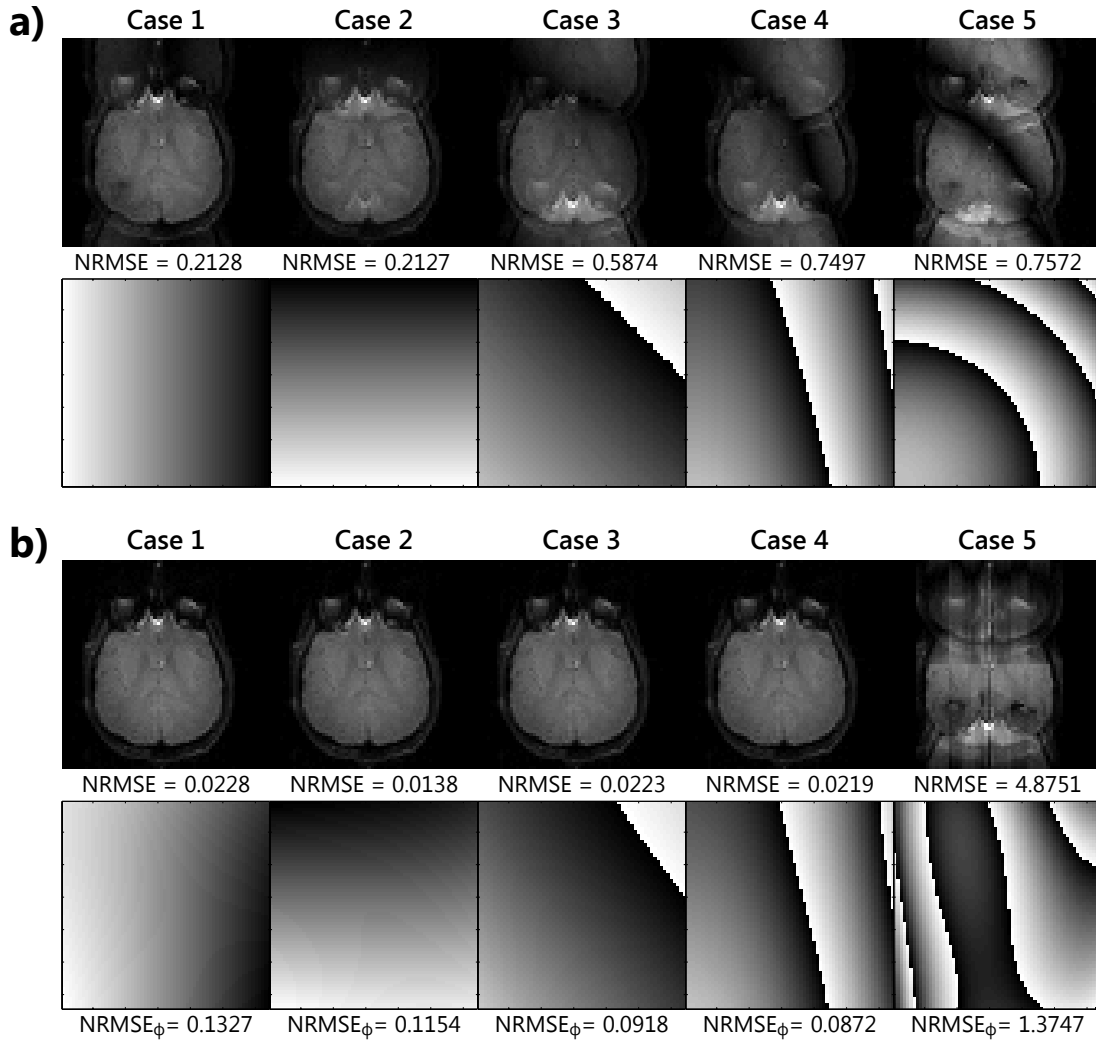 a)
Case 1 Case 2 Case 3 Case 4 Case 5
NRMSE = 0.2128 NRMSE = 0.2127 NRMSE = 0.5874 NRMSE = 0.7497 NRMSE = 0.7572
b)
Case 1 Case 2 Case 3 Case 4 Case 5
NRMSE = 0.0228 NRMSE = 0.0138 NRMSE = 0.0223 NRMSE = 0.0219 NRMSE = 4.8751
NRMSEϕ= 0.1327 NRMSEϕ= 0.1154 NRMSEϕ= 0.0918 NRMSEϕ= 0.0872 NRMSEϕ= 1.3747